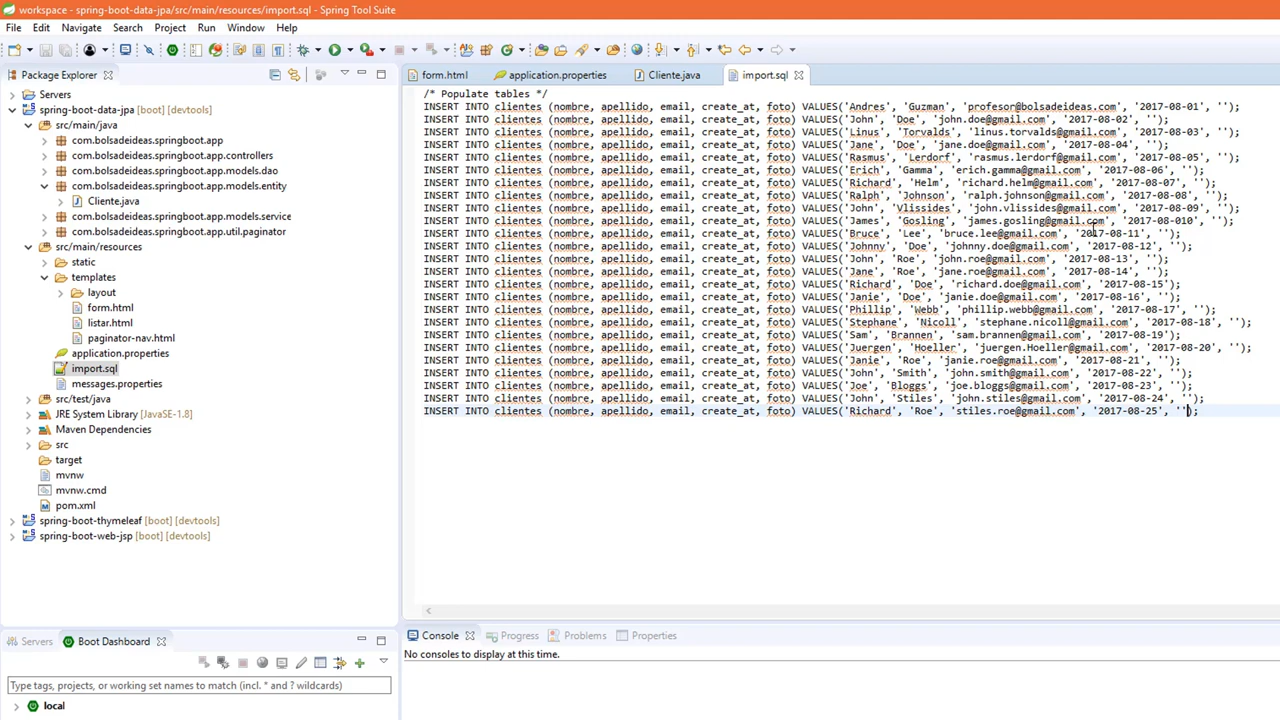 workspace - spring-boot-data-jpa/src/main/resources/import.sql - Spring Tool Suite
File Edit Navigate Search Project Run Window Help
Package Explorer
Servers
spring-boot-data-jpa [boot] [devtools]
src/main/java
com.bolsadeideas.springboot.app
com.bolsadeideas.springboot.app.controllers
com.bolsadeideas.springboot.app.models.dao
com.bolsadeideas.springboot.app.models.entity
Cliente.java
com.bolsadeideas.springboot.app.models.service
com.bolsadeideas.springboot.app.util.paginator
src/main/resources
static
templates
layout
form.html
listar.html
paginator-nav.html
application.properties
import.sql
messages.properties
src/test/java
JRE System Library [JavaSE-1.8]
Maven Dependencies
src
target
mvnw
mvnw.cmd
pom.xml
spring-boot-thymeleaf [boot] [devtools]
spring-boot-web-jsp [boot] [devtools]
form.html application.properties Cliente.java import.sql
/* Populate tables */
INSERT INTO clientes (nombre, apellido, email, create_at, foto) VALUES('Andres', 'Guzman', 'profesor@bolsadeideas.com', '2017-08-01', '');
INSERT INTO clientes (nombre, apellido, email, create_at, foto) VALUES('John', 'Doe', 'john.doe@gmail.com', '2017-08-02', '');
INSERT INTO clientes (nombre, apellido, email, create_at, foto) VALUES('Linus', 'Torvalds', 'linus.torvalds@gmail.com', '2017-08-03', '');
INSERT INTO clientes (nombre, apellido, email, create_at, foto) VALUES('Jane', 'Doe', 'jane.doe@gmail.com', '2017-08-04', '');
INSERT INTO clientes (nombre, apellido, email, create_at, foto) VALUES('Rasmus', 'Lerdorf', 'rasmus.lerdorf@gmail.com', '2017-08-05', '');
INSERT INTO clientes (nombre, apellido, email, create_at, foto) VALUES('Erich', 'Gamma', 'erich.gamma@gmail.com', '2017-08-06', '');
INSERT INTO clientes (nombre, apellido, email, create_at, foto) VALUES('Richard', 'Helm', 'richard.helm@gmail.com', '2017-08-07', '');
INSERT INTO clientes (nombre, apellido, email, create_at, foto) VALUES('Ralph', 'Johnson', 'ralph.johnson@gmail.com', '2017-08-08', '');
INSERT INTO clientes (nombre, apellido, email, create_at, foto) VALUES('John', 'Vlissides', 'john.vlissides@gmail.com', '2017-08-09', '');
INSERT INTO clientes (nombre, apellido, email, create_at, foto) VALUES('James', 'Gosling', 'james.gosling@gmail.com', '2017-08-010', '');
INSERT INTO clientes (nombre, apellido, email, create_at, foto) VALUES('Bruce', 'Lee', 'bruce.lee@gmail.com', '2017-08-11', '');
INSERT INTO clientes (nombre, apellido, email, create_at, foto) VALUES('Johnny', 'Doe', 'johnny.doe@gmail.com', '2017-08-12', '');
INSERT INTO clientes (nombre, apellido, email, create_at, foto) VALUES('John', 'Roe', 'john.roe@gmail.com', '2017-08-13', '');
INSERT INTO clientes (nombre, apellido, email, create_at, foto) VALUES('Jane', 'Roe', 'jane.roe@gmail.com', '2017-08-14', '');
INSERT INTO clientes (nombre, apellido, email, create_at, foto) VALUES('Richard', 'Doe', 'richard.doe@gmail.com', '2017-08-15'');
INSERT INTO clientes (nombre, apellido, email, create_at, foto) VALUES('Janie', 'Doe', 'janie.doe@gmail.com', '2017-08-16', '');
INSERT INTO clientes (nombre, apellido, email, create_at, foto) VALUES('Phillip', 'Webb', 'phillip.webb@gmail.com', '2017-08-17', '');
INSERT INTO clientes (nombre, apellido, email, create_at, foto) VALUES('Stephane', 'Nicoll', 'stephane.nicoll@gmail.com', '2017-08-18', '');
INSERT INTO clientes (nombre, apellido, email, create_at, foto) VALUES('Sam', 'Brannen', 'sam.brannen@gmail.com', '2017-08-19'');
INSERT INTO clientes (nombre, apellido, email, create_at, foto) VALUES('Juergen', 'Hoeller', 'juergen.Hoeller@gmail.com', '2017-08-20', '');
INSERT INTO clientes (nombre, apellido, email, create_at, foto) VALUES('Janie', 'Roe', 'janie.roe@gmail.com', '2017-08-21', '');
INSERT INTO clientes (nombre, apellido, email, create_at, foto) VALUES('John', 'Smith', 'john.smith@gmail.com', '2017-08-22', '');
INSERT INTO clientes (nombre, apellido, email, create_at, foto) VALUES('Joe', 'Bloggs', 'joe.bloggs@gmail.com', '2017-08-23', '');
INSERT INTO clientes (nombre, apellido, email, create_at, foto) VALUES('John', 'Stiles', 'john.stiles@gmail.com', '2017-08-24', '');
INSERT INTO clientes (nombre, apellido, email, create_at, foto) VALUES('Richard', 'Roe', 'stiles.roe@gmail.com', '2017-08-25', '');
Servers Boot Dashboard
Type tags, projects, or working set names to match (incl. * and ? wildcards)
local
Console Progress Problems Properties
No consoles to display at this time.